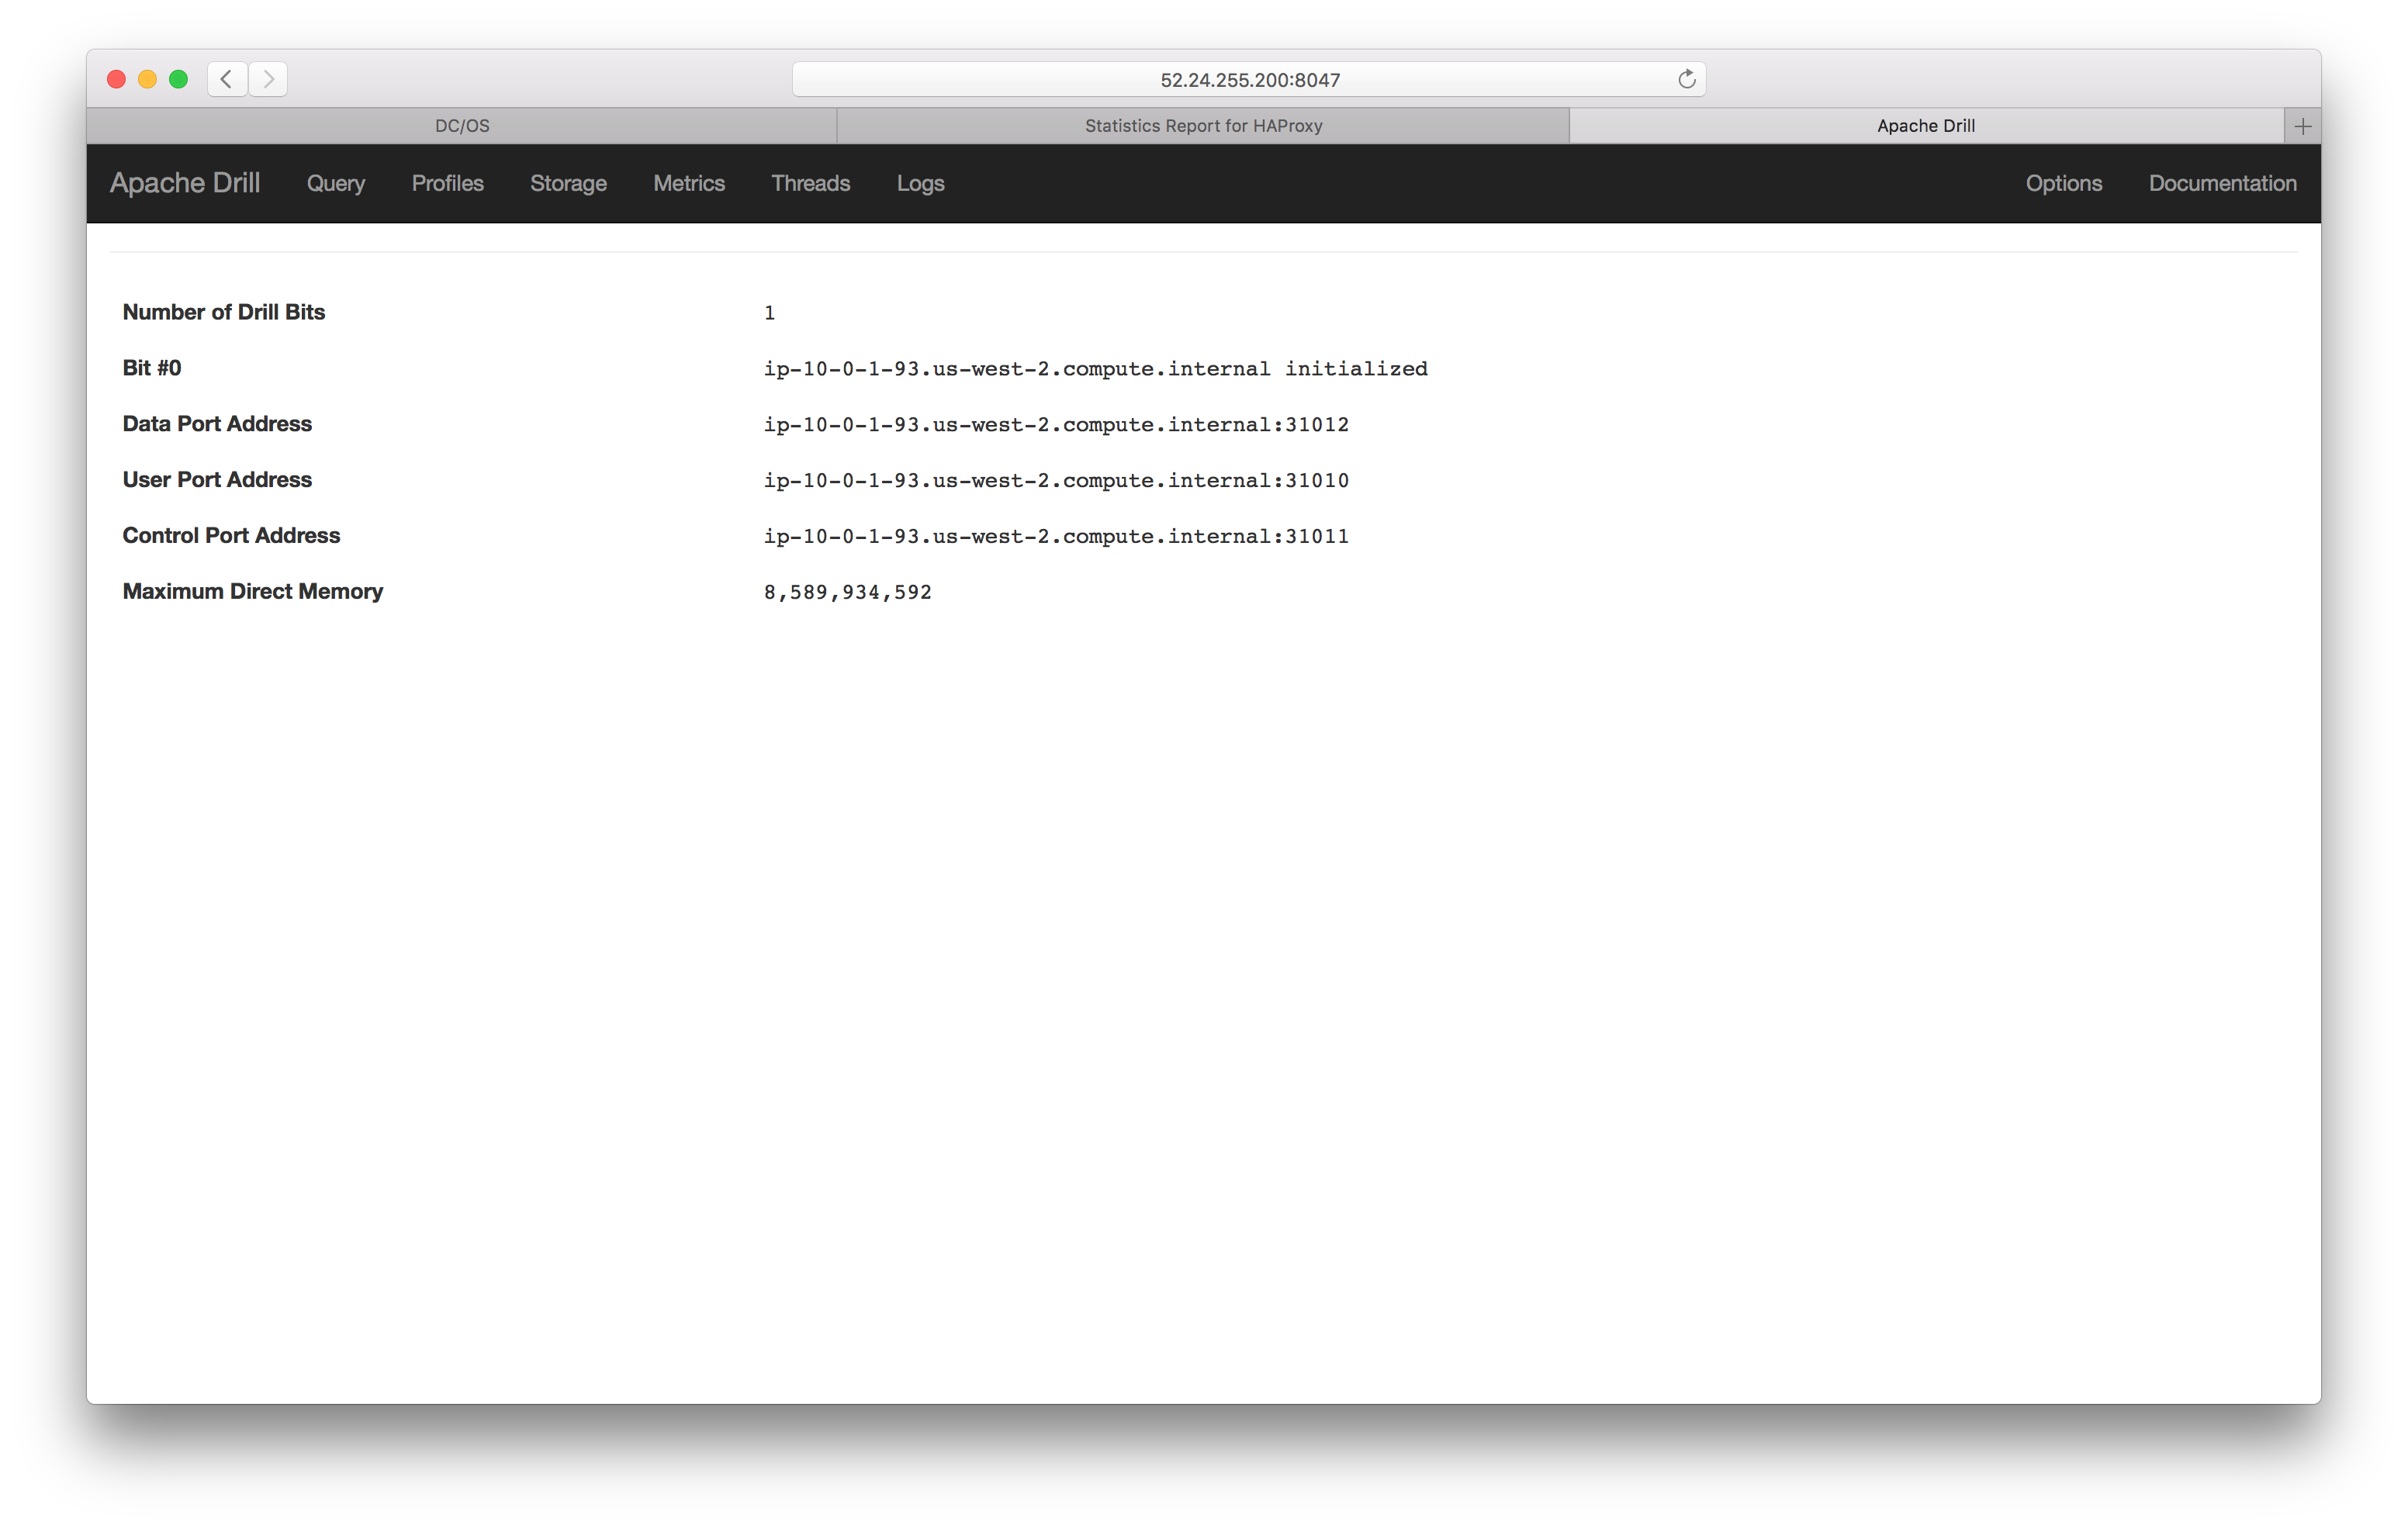 52.24.255.200:8047
DC/OS Statistics Report for HAProxy Apache Drill
Apache Drill Query Profiles Storage Metrics Threads Logs Options Documentation
Number of Drill Bits 1
Bit #0 ip-10-0-1-93.us-west-2.compute.internal initialized
Data Port Address ip-10-0-1-93.us-west-2.compute.internal:31012
User Port Address ip-10-0-1-93.us-west-2.compute.internal:31010
Control Port Address ip-10-0-1-93.us-west-2.compute.internal:31011
Maximum Direct Memory 8,589,934,592